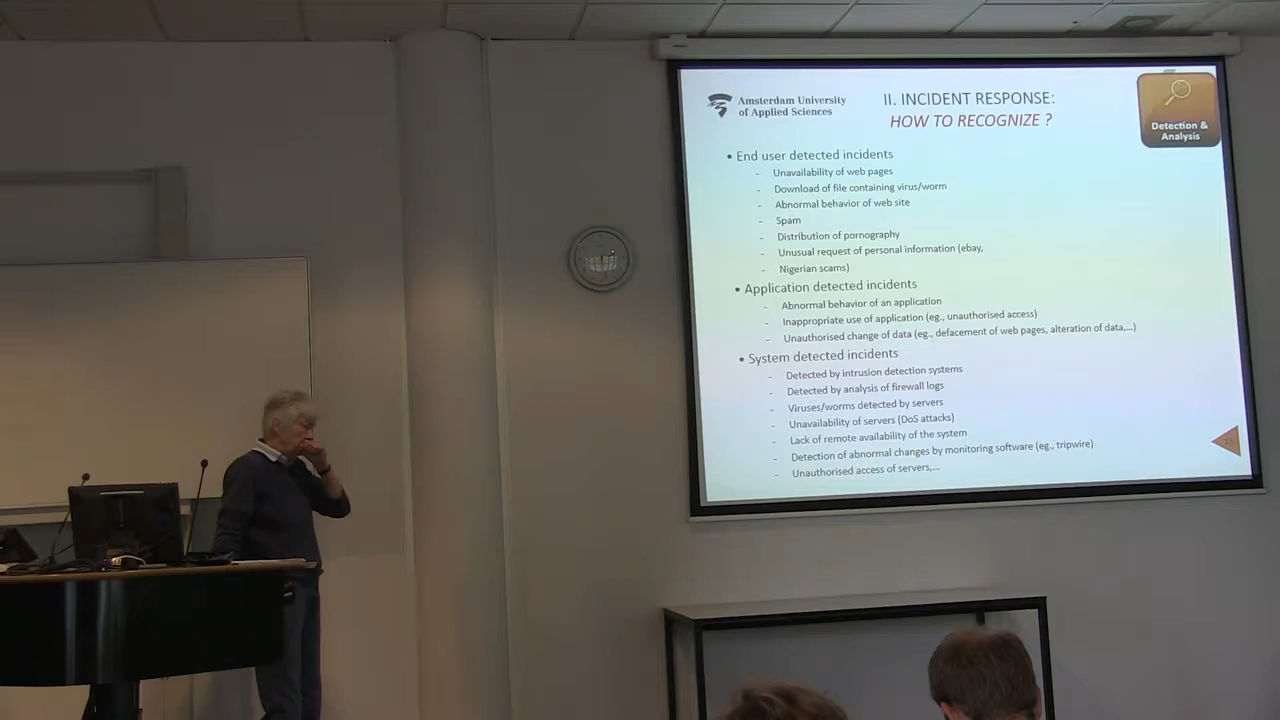 Amsterdam University
of Applied Sciences
II. INCIDENT RESPONSE:
HOW TO RECOGNIZE ?
Detection &
Analysis
• End user detected incidents
- Unavailability of web pages
- Download of file containing virus/worm
- Abnormal behavior of web site
- Spam
- Distribution of pornography
- Unusual request of personal information (ebay,
- Nigerian scams)
• Application detected incidents
- Abnormal behavior of an application
- Inappropriate use of application (eg., unauthorised access)
- Unauthorised change of data (eg., defacement of web pages, alteration of data,...)
• System detected incidents
- Detected by intrusion detection systems
- Detected by analysis of firewall logs
- Viruses/worms detected by servers
- Unavailability of servers (DoS attacks)
- Lack of remote availability of the system
- Detection of abnormal changes by monitoring software (eg., tripwire)
- Unauthorised access of servers,...